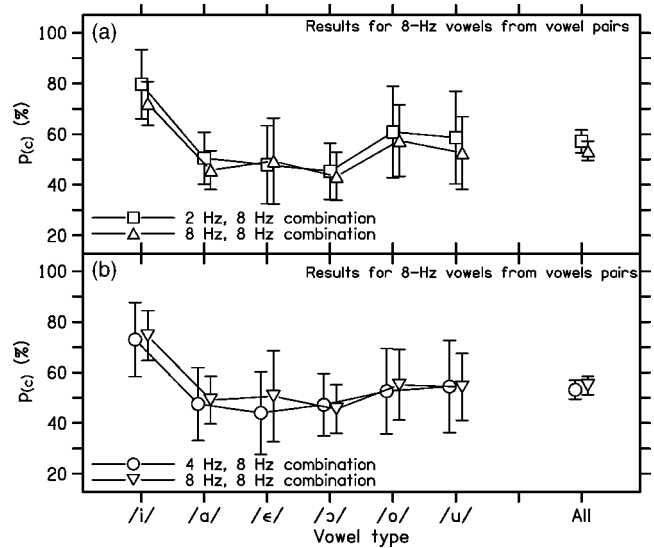 (a) Results for 8-Hz vowels from vowel pairs
100
80
60
40
20
P(c) (%)
2 Hz, 8 Hz combination
8 Hz, 8 Hz combination
(b) Results for 8-Hz vowels from vowels pairs
100
80
60
40
20
P(c) (%)
4 Hz, 8 Hz combination
8 Hz, 8 Hz combination
/i/ /a/ /ϵ/ /ɔ/ /o/ /u/ All
Vowel type